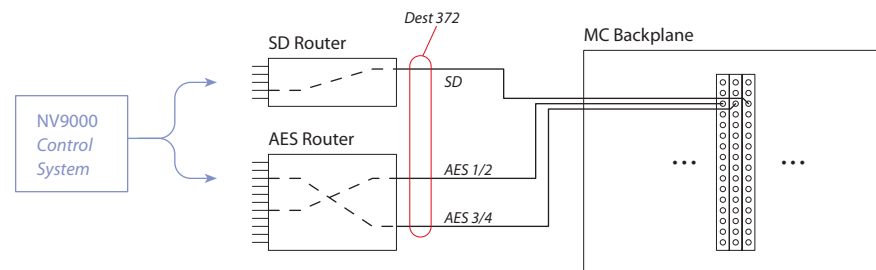 Dest 372
SD Router
MC Backplane
SD
NV9000
Control
System
AES Router
AES 1/2
AES 3/4